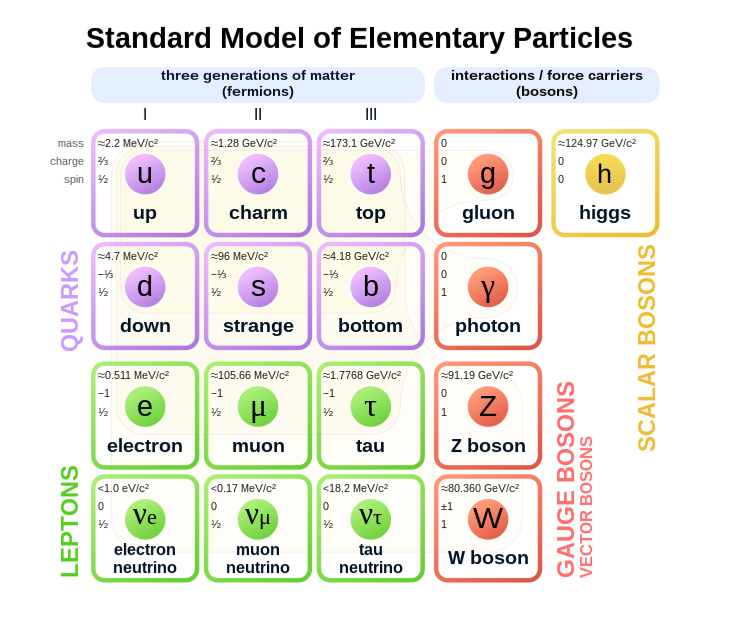 Standard Model of Elementary Particles
three generations of matter
(fermions)
interactions / force carriers
(bosons)
I II III
mass
charge
spin
≈2.2 MeV/c²
⅔
½
u
up
≈1.28 GeV/c²
⅔
½
c
charm
≈173.1 GeV/c²
⅔
½
t
top
0
0
1
g
gluon
≈124.97 GeV/c²
0
0
h
higgs
QUARKS
≈4.7 MeV/c²
−⅓
½
d
down
≈96 MeV/c²
−⅓
½
s
strange
≈4.18 GeV/c²
−⅓
½
b
bottom
0
0
1
γ
photon
SCALAR BOSONS
≈0.511 MeV/c²
−1
½
e
electron
≈105.66 MeV/c²
−1
½
μ
muon
≈1.7768 GeV/c²
−1
½
τ
tau
≈91.19 GeV/c²
0
1
Z
Z boson
LEPTONS
<1.0 eV/c²
0
½
νe
electron
neutrino
<0.17 MeV/c²
0
½
νμ
muon
neutrino
<18.2 MeV/c²
0
½
ντ
tau
neutrino
≈80.360 GeV/c²
±1
1
W
W boson
GAUGE BOSONS
VECTOR BOSONS